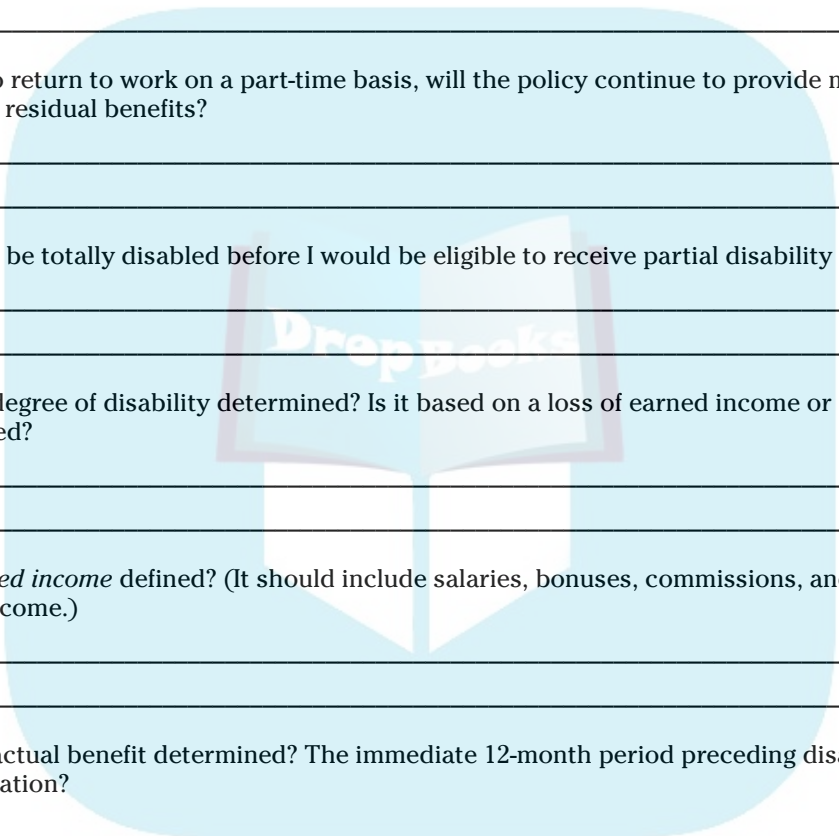 return to work on a part-time basis, will the policy continue to provide
residual benefits?
be totally disabled before I would be eligible to receive partial disability
Drop Books
degree of disability determined? Is it based on a loss of earned income or
ed?
ed income defined? (It should include salaries, bonuses, commissions, an
come.)
actual benefit determined? The immediate 12-month period preceding dis
ation?